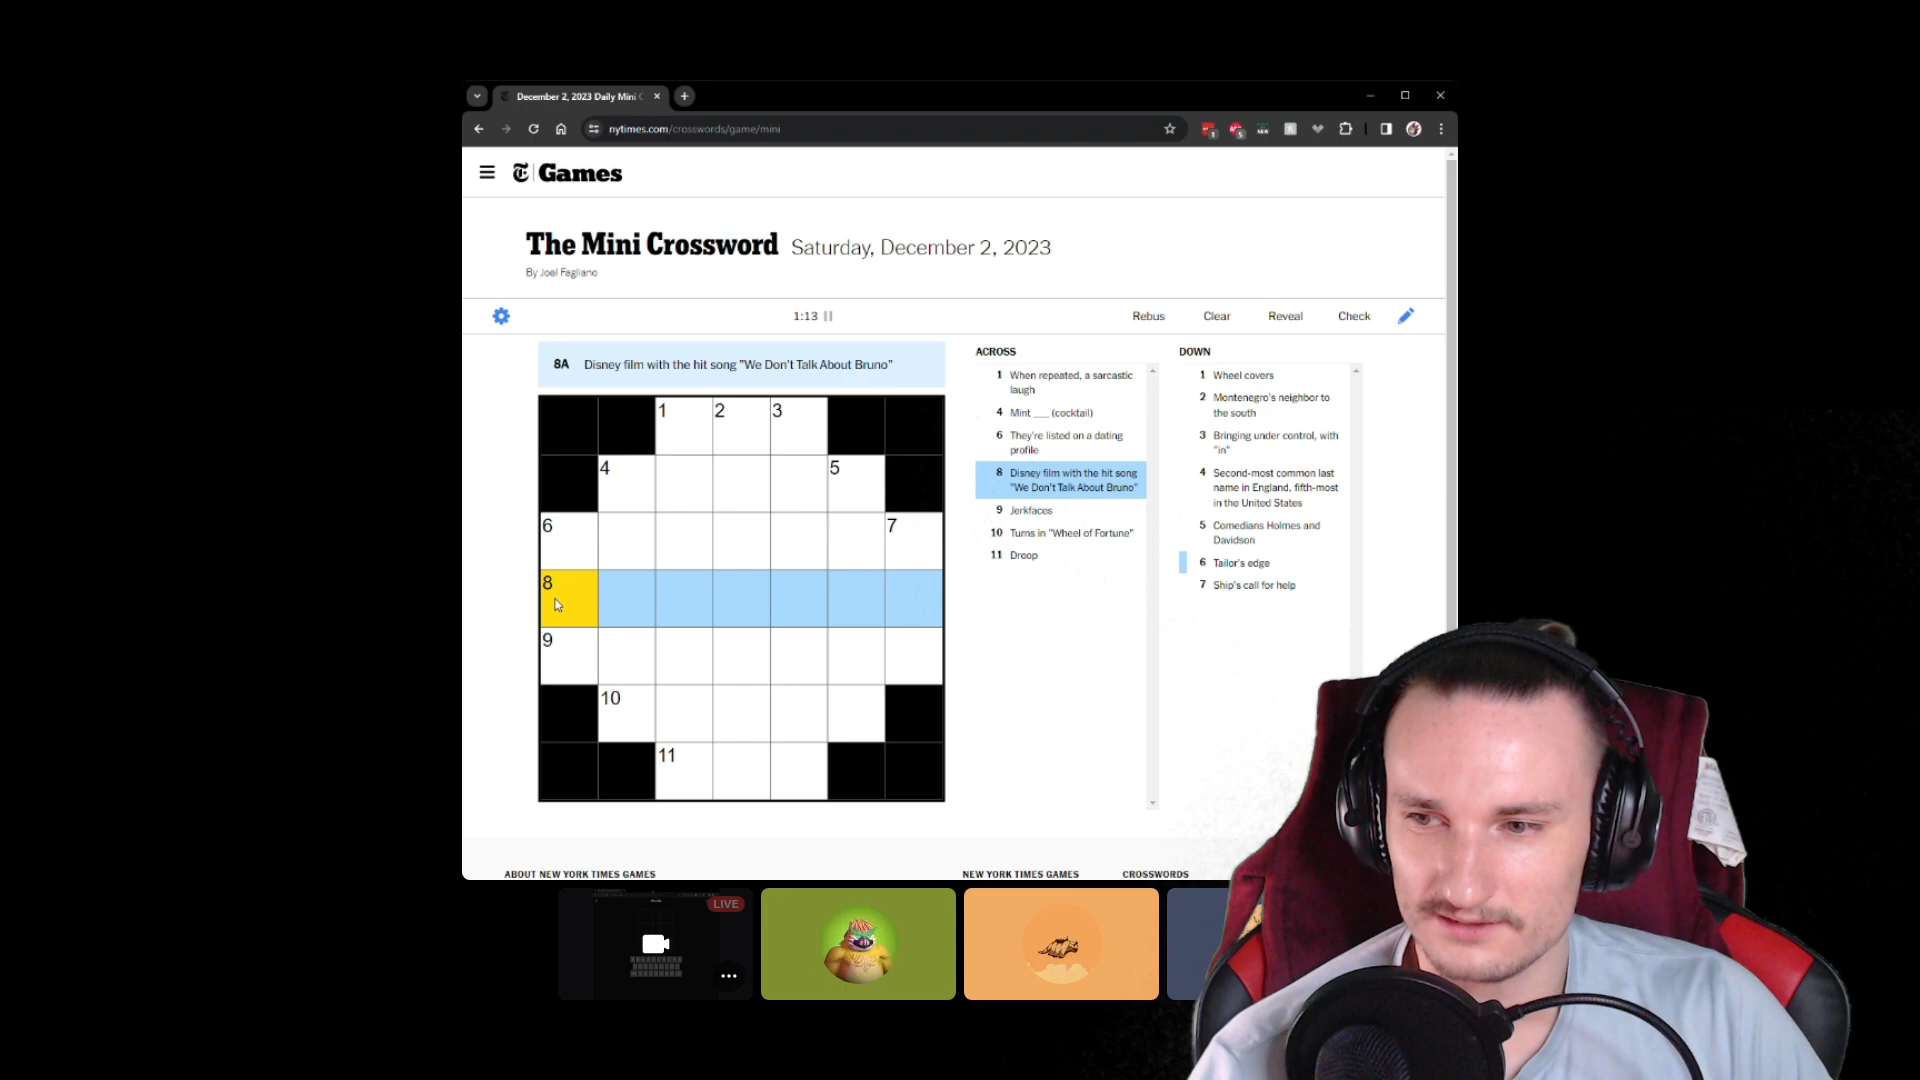 December 2, 2023 Daily Mini C
nytimes.com/crosswords/game/mini
Games
The Mini Crossword Saturday, December 2, 2023
By Joel Fagliano
1:13
Rebus Clear Reveal Check
8A Disney film with the hit song "We Don't Talk About Bruno"
1 2 3
4 5
6 7
8
9
10
11
ACROSS
1 When repeated, a sarcastic
laugh
4 Mint ___ (cocktail)
6 They're listed on a dating
profile
8 Disney film with the hit song
"We Don't Talk About Bruno"
9 Jerkfaces
10 Turns in "Wheel of Fortune"
11 Droop
DOWN
1 Wheel covers
2 Montenegro's neighbor to
the south
3 Bringing under control, with
"in"
4 Second-most common last
name in England, fifth-most
in the United States
5 Comedians Holmes and
Davidson
6 Tailor's edge
7 Ship's call for help
ABOUT NEW YORK TIMES GAMES
NEW YORK TIMES GAMES
CROSSWORDS
LIVE